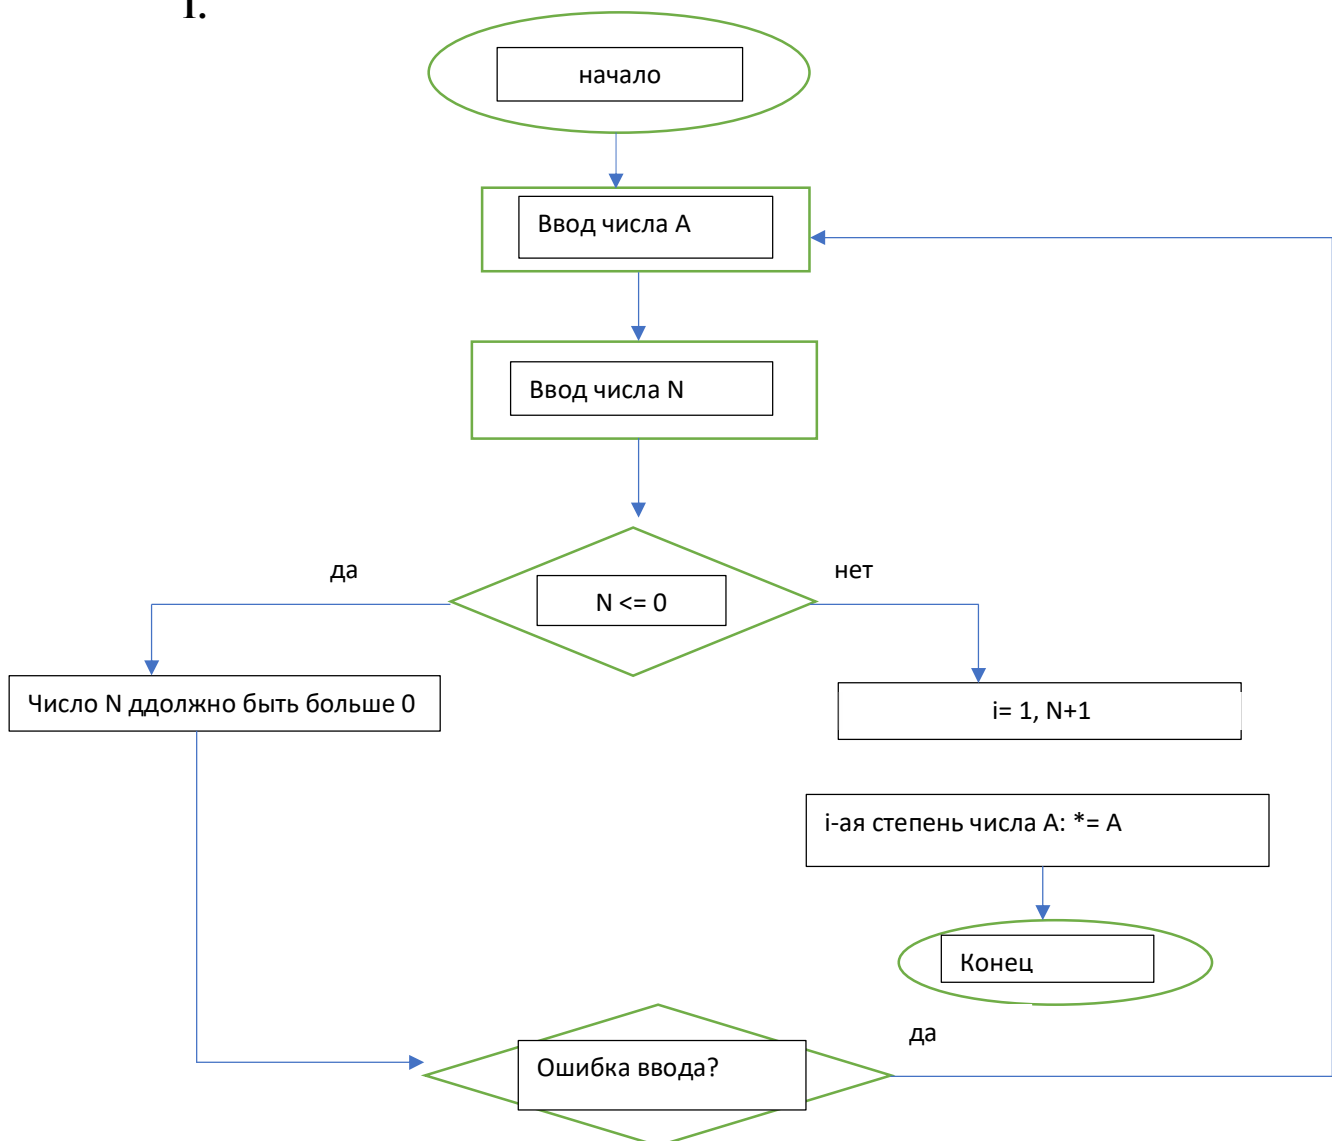 1.
начало
Ввод числа A
Ввод числа N
да
нет
N <= 0
Число N ддолжно быть больше 0
i= 1, N+1
i-ая степень числа A: *= A
Конец
да
Ошибка ввода?